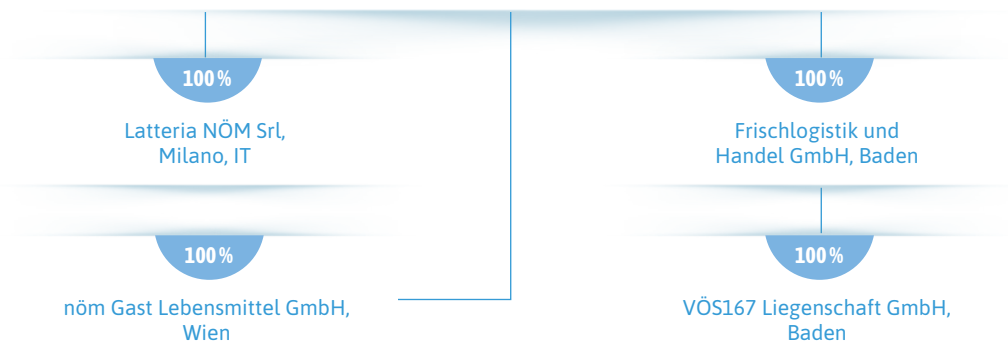 100 %
Latteria NÖM Srl,
Milano, IT
100 %
Frischlogistik und
Handel GmbH, Baden
100 %
nöm Gast Lebensmittel GmbH,
Wien
100 %
VÖS167 Liegenschaft GmbH,
Baden